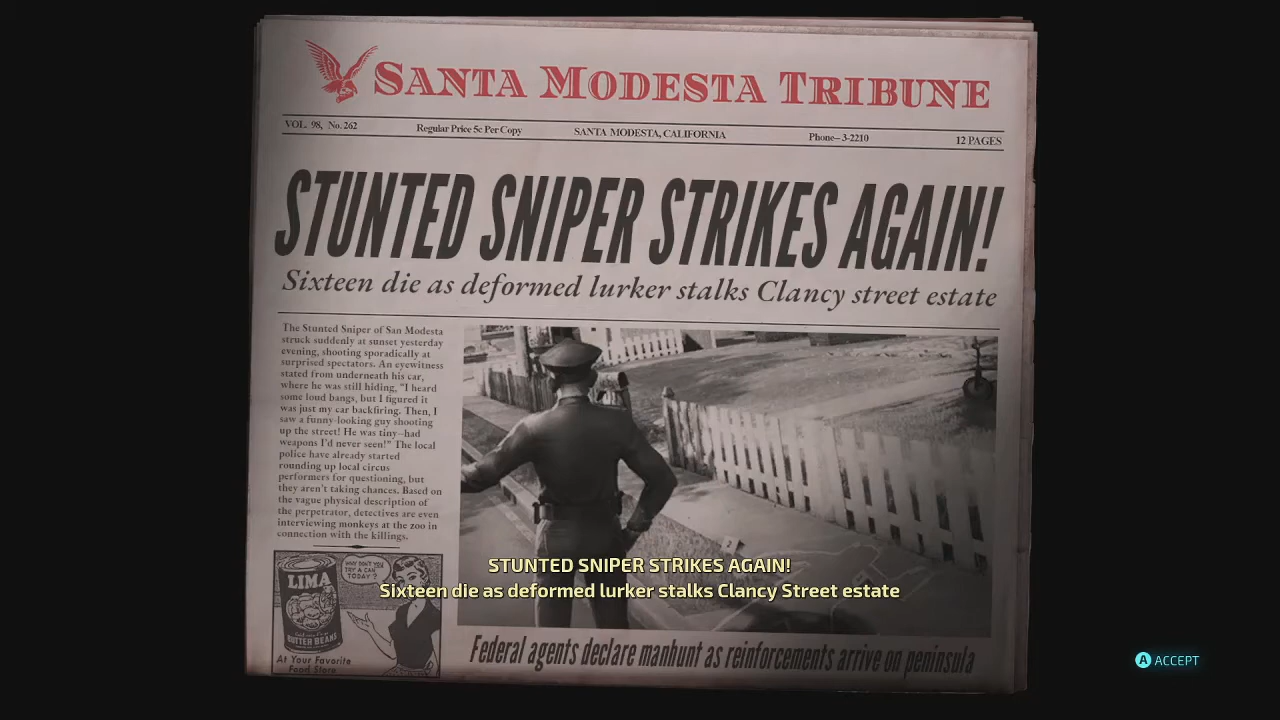 SANTA MODESTA TRIBUNE
VOL. 98, No. 262 Regular Price 5c Per Copy SANTA MODESTA, CALIFORNIA Phone–3-2210 12 PAGES
STUNTED SNIPER STRIKES AGAIN!
Sixteen die as deformed lurker stalks Clancy street estate
The Stunted Sniper of San Modesta
struck suddenly at sunset yesterday
evening, shooting sporadically at
surprised spectators. An eyewitness
stated from underneath his car,
where he was still hiding, "I heard
some loud bangs, but I figured it
was just my car backfiring. Then, I
saw a funny-looking guy shooting
up the street! He was tiny–had
weapons I'd never seen!" The local
police have already started
rounding up local circus
performers for questioning, but
they aren't taking chances. Based on
the vague physical description of
the perpetrator, detectives are even
interviewing monkeys at the zoo in
connection with the killings.
WHY DON'T YOU
TRY A CAN
TODAY?
LIMA
BUTTER BEANS
At Your Favorite
Food Store
2
STUNTED SNIPER STRIKES AGAIN!
Sixteen die as deformed lurker stalks Clancy Street estate
Federal agents declare manhunt as reinforcements arrive on peninsula
A ACCEPT